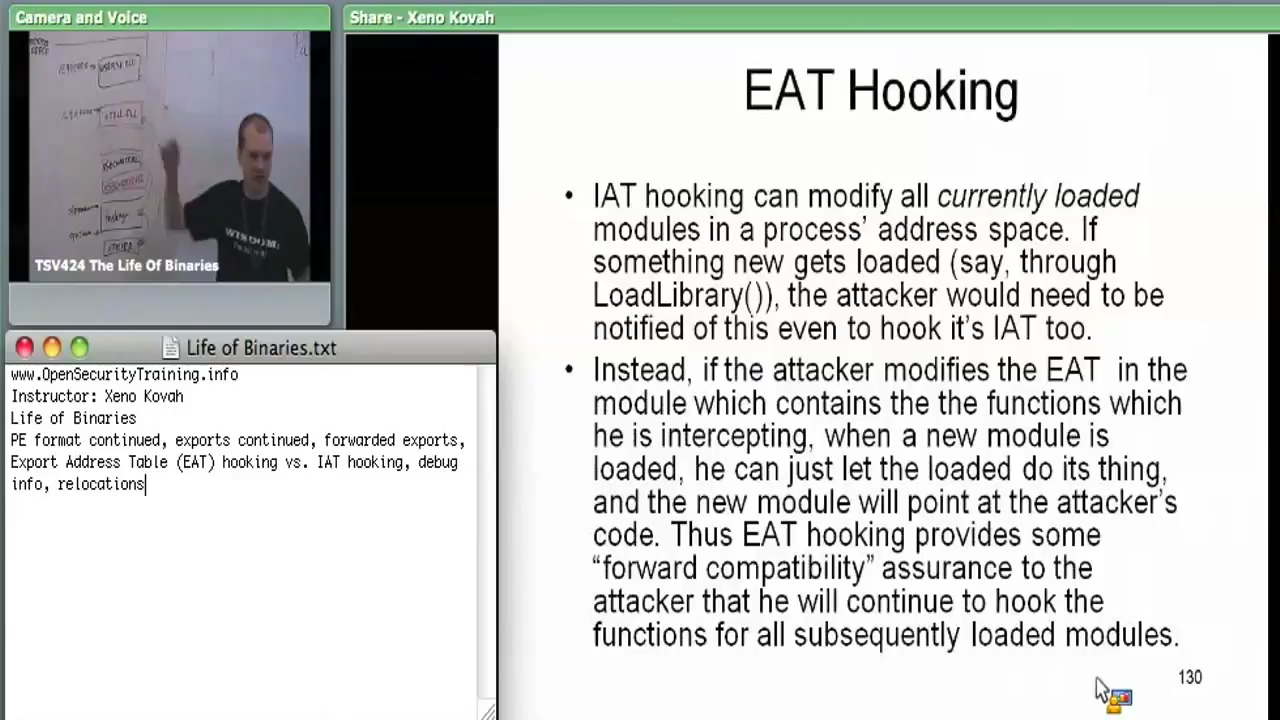 Camera and Voice
Share - Xeno Kovah
WISDOM:
TSV424 The Life Of Binaries
Life of Binaries.txt
www.OpenSecurityTraining.info
Instructor: Xeno Kovah
Life of Binaries
PE format continued, exports continued, forwarded exports,
Export Address Table (EAT) hooking vs. IAT hooking, debug
info, relocations
EAT Hooking
• IAT hooking can modify all currently loaded
modules in a process’ address space. If
something new gets loaded (say, through
LoadLibrary()), the attacker would need to be
notified of this even to hook it’s IAT too.
• Instead, if the attacker modifies the EAT in the
module which contains the the functions which
he is intercepting, when a new module is
loaded, he can just let the loaded do its thing,
and the new module will point at the attacker’s
code. Thus EAT hooking provides some
“forward compatibility” assurance to the
attacker that he will continue to hook the
functions for all subsequently loaded modules.
130